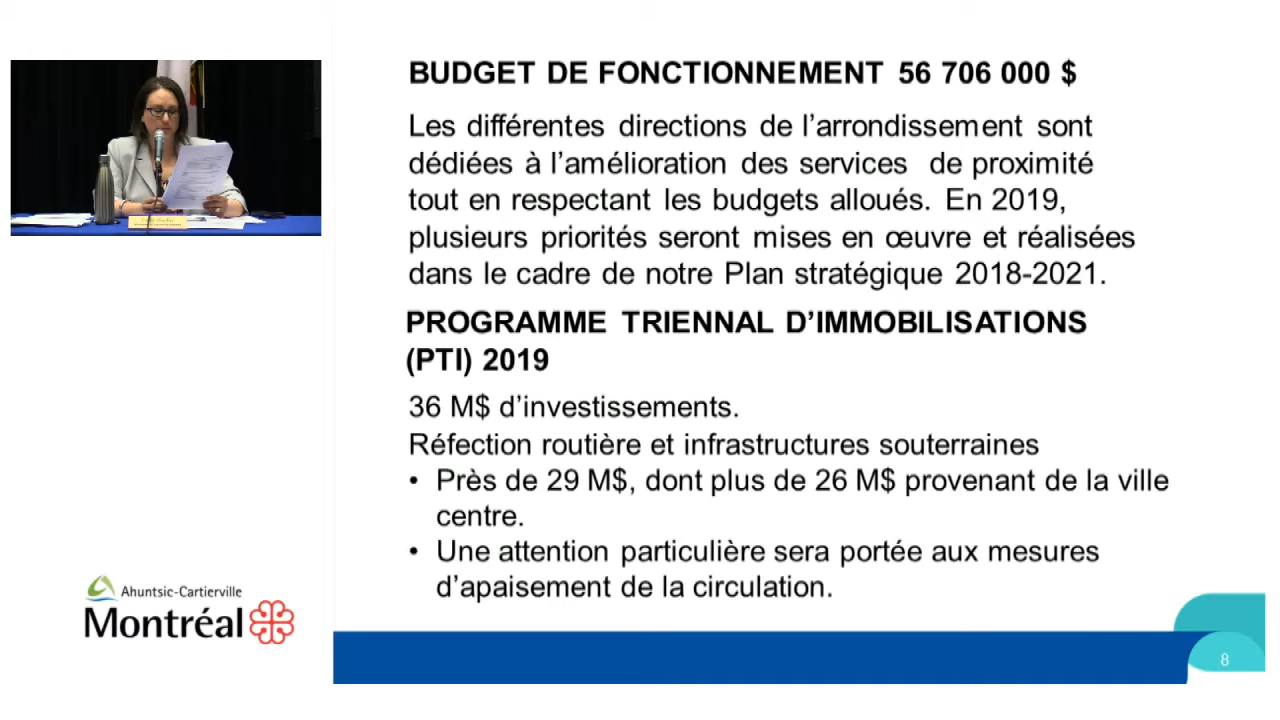 BUDGET DE FONCTIONNEMENT 56 706 000 $
Les différentes directions de l’arrondissement sont
dédiées à l’amélioration des services de proximité
tout en respectant les budgets alloués. En 2019,
plusieurs priorités seront mises en œuvre et réalisées
dans le cadre de notre Plan stratégique 2018-2021.
PROGRAMME TRIENNAL D’IMMOBILISATIONS
(PTI) 2019
36 M$ d’investissements.
Réfection routière et infrastructures souterraines
• Près de 29 M$, dont plus de 26 M$ provenant de la ville
centre.
• Une attention particulière sera portée aux mesures
d’apaisement de la circulation.
Ahuntsic-Cartierville
Montréal
8